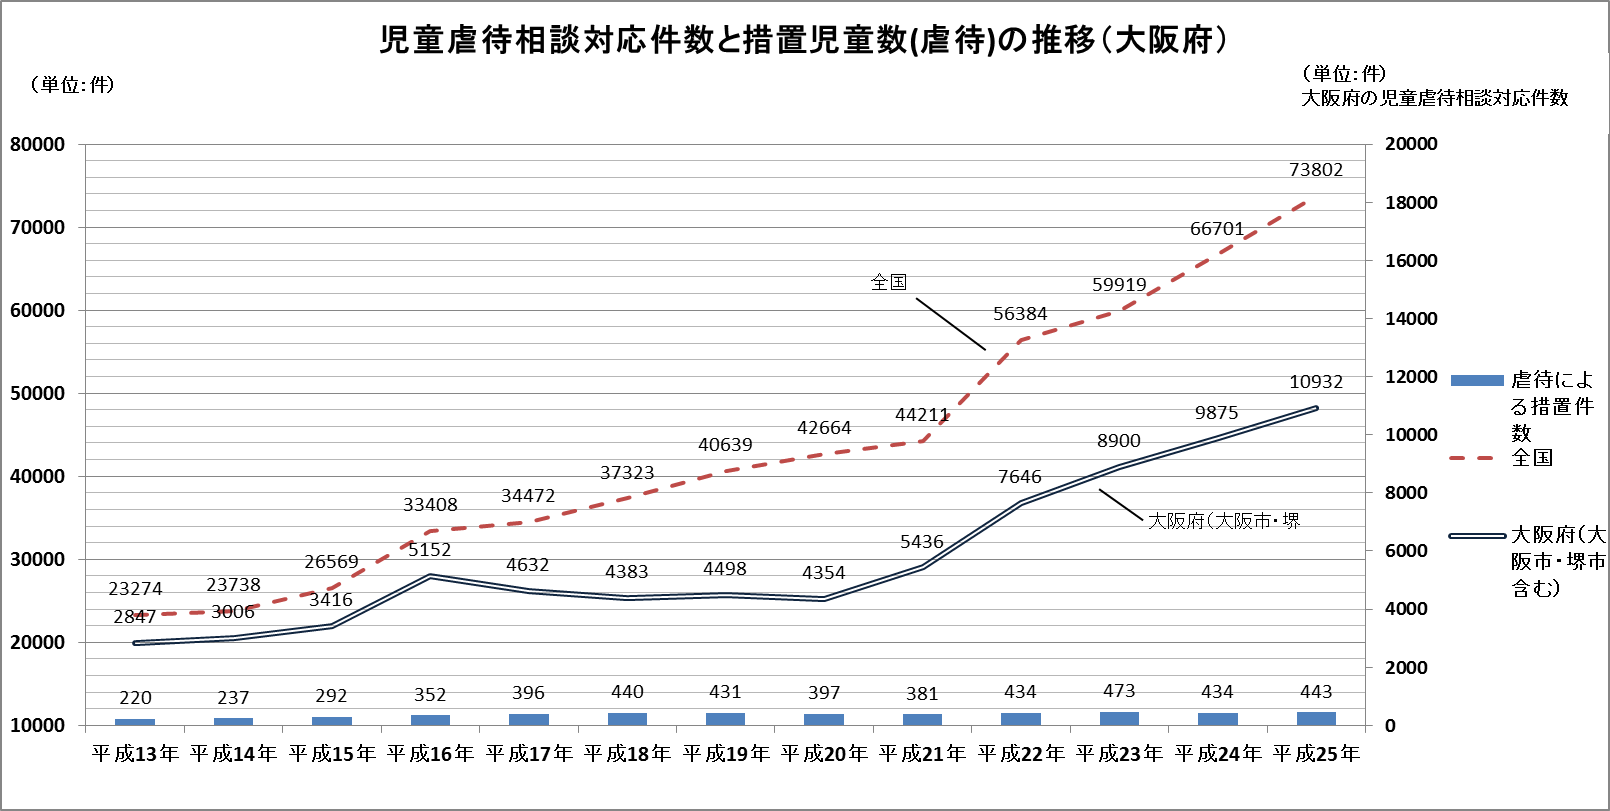 児童虐待相談対応件数と措置児童数(虐待)の推移（大阪府）
（単位：件）
（単位：件）
大阪府の児童虐待相談対応件数
80000
70000
60000
50000
40000
30000
20000
10000
20000
18000
16000
14000
12000
10000
8000
6000
4000
2000
0
23274 23738 26569 33408 34472 37323 40639 42664 44211 56384 59919 66701 73802
全国
2847 3006 3416 5152 4632 4383 4498 4354 5436 7646 8900 9875 10932
大阪府（大阪市・堺
220 237 292 352 396 440 431 397 381 434 473 434 443
平成13年 平成14年 平成15年 平成16年 平成17年 平成18年 平成19年 平成20年 平成21年 平成22年 平成23年 平成24年 平成25年
虐待によ
る措置件
数
全国
大阪府（大
阪市・堺市
含む）